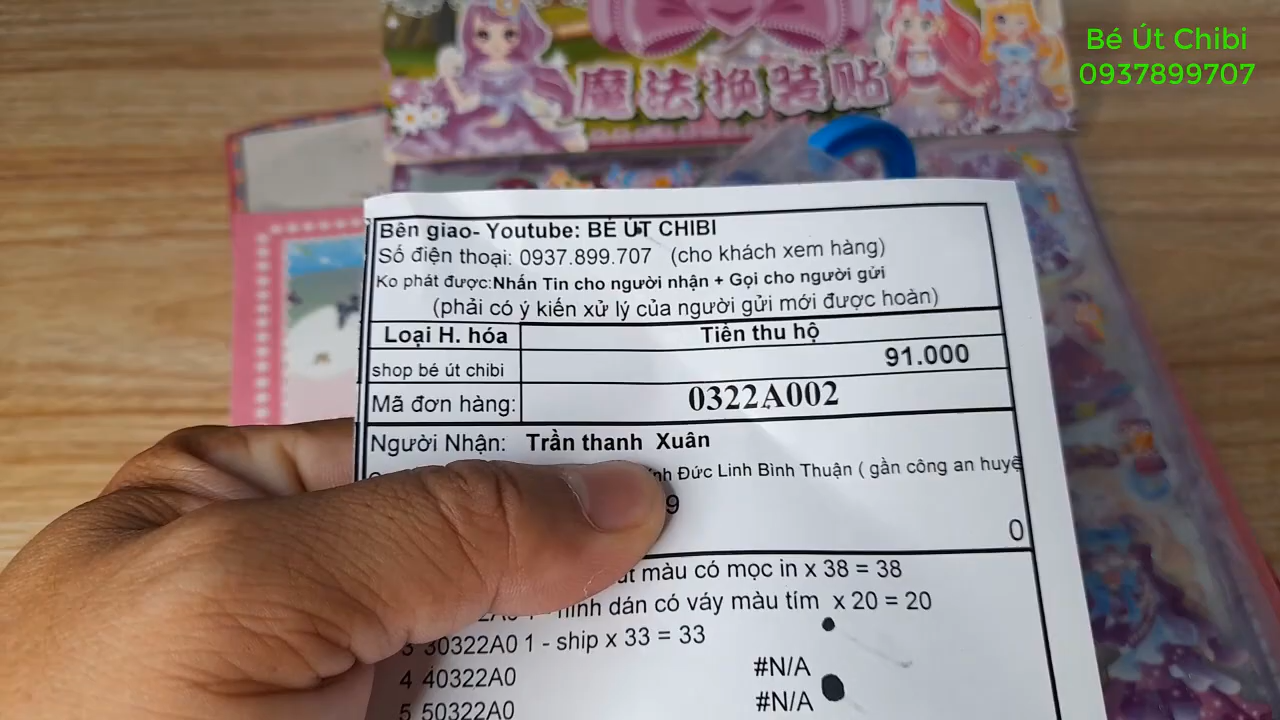 Bé Út Chibi
0937899707
魔法换装贴
Bên giao- Youtube: BÉ ÚT CHIBI
Số điện thoại: 0937.899.707 (cho khách xem hàng)
Ko phát được:Nhắn Tin cho người nhận + Gọi cho người gửi
(phải có ý kiến xử lý của người gửi mới được hoàn)
Loại H. hóa Tiền thu hộ
shop bé út chibi 91.000
Mã đơn hàng: 0322A002
Người Nhận: Trần thanh Xuân
Đức Linh Bình Thuận ( gần công an huyệ
9
0
màu có mọc in x 38 = 38
1 - hình dán có váy màu tím x 20 = 20
3 30322A0 1 - ship x 33 = 33
4 40322A0 #N/A
5 50322A0 #N/A